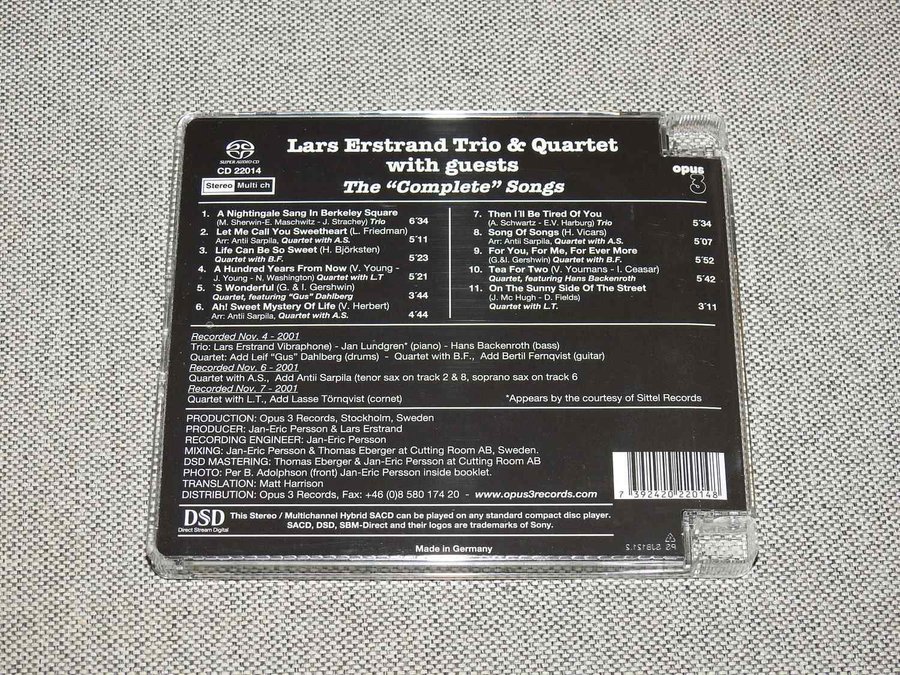 SUPER AUDIO CD
CD 22014
Stereo Multi ch
Lars Erstrand Trio & Quartet
with guests
The "Complete" Songs
opus
3
1. A Nightingale Sang In Berkeley Square
(M. Sherwin-E. Maschwitz - J. Strachey) Trio 6´34
2. Let Me Call You Sweetheart (L. Friedman)
Arr: Antii Sarpila, Quartet with A.S. 5´11
3. Life Can Be So Sweet (H. Björksten)
Quartet with B.F. 5´23
4. A Hundred Years From Now (V. Young -
J. Young - N. Washington) Quartet with L.T 5´21
5. `S Wonderful (G. & I. Gershwin)
Quartet, featuring "Gus" Dahlberg 3´44
6. Ah! Sweet Mystery Of Life (V. Herbert)
Arr: Antii Sarpila, Quartet with A.S. 4´44
7. Then I´ll Be Tired Of You
(A. Schwartz - E.V. Harburg) Trio 5´34
8. Song Of Songs (H. Vicars)
Arr: Antii Sarpila, Quartet with A.S. 5´07
9. For You, For Me, For Ever More
(G.&I. Gershwin) Quartet with B.F. 5´52
10. Tea For Two (V. Youmans - I. Ceasar)
Quartet, featuring Hans Backenroth 5´42
11. On the Sunny Side Of The Street
(J. Mc Hugh - D. Fields)
Quartet with L.T. 3´11
Recorded Nov. 4 - 2001
Trio: Lars Erstrand Vibraphone) - Jan Lundgren* (piano) - Hans Backenroth (bass)
Quartet: Add Leif "Gus" Dahlberg (drums) - Quartet with B.F., Add Bertil Fernqvist (guitar)
Recorded Nov. 6 - 2001
Quartet with A.S., Add Antii Sarpila (tenor sax on track 2 & 8, soprano sax on track 6
Recorded Nov. 7 - 2001
Quartet with L.T., Add Lasse Törnqvist (cornet) *Appears by the courtesy of Sittel Records
PRODUCTION: Opus 3 Records, Stockholm, Sweden
PRODUCER: Jan-Eric Persson & Lars Erstrand
RECORDING ENGINEER: Jan-Eric Persson
MIXING: Jan-Eric Persson & Thomas Eberger at Cutting Room AB, Sweden.
DSD MASTERING: Thomas Eberger & Jan-Eric Persson at Cutting Room AB
PHOTO: Per B. Adolphson (front) Jan-Eric Persson inside booklet.
TRANSLATION: Matt Harrison
DISTRIBUTION: Opus 3 Records, Fax: +46 (0)8 580 174 20 - www.opus3records.com
7 392420 220148
DSD
Direct Stream Digital
This Stereo / Multichannel Hybrid SACD can be played on any standard compact disc player.
SACD, DSD, SBM-Direct and their logos are trademarks of Sony.
Made in Germany